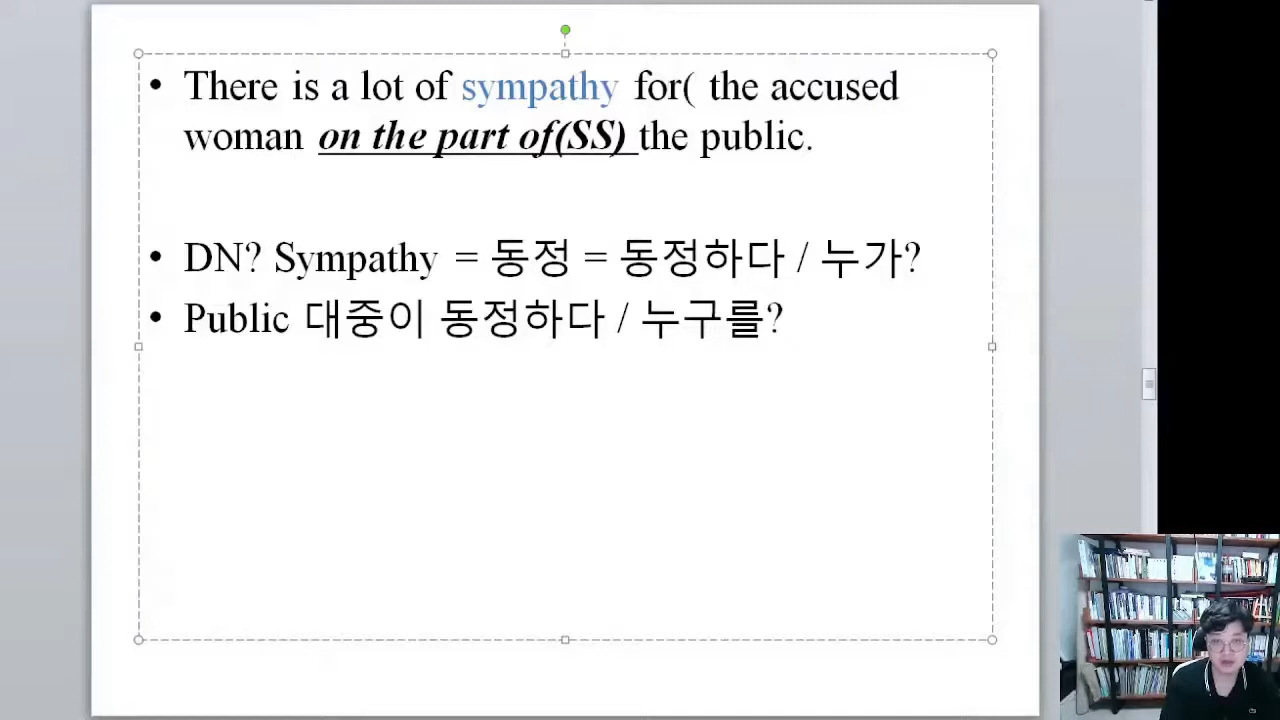 • There is a lot of sympathy for( the accused
woman on the part of(SS) the public.
• DN? Sympathy = 동정 = 동정하다 / 누가?
• Public 대중이 동정하다 / 누구를?